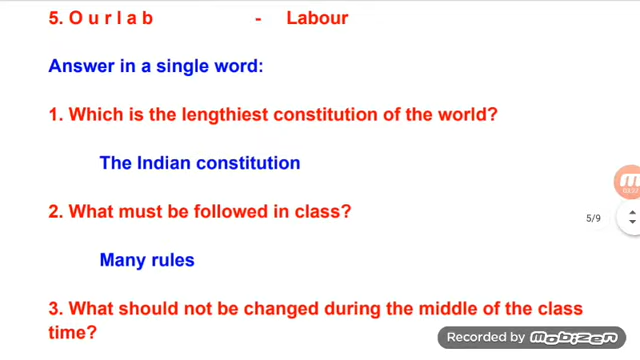 5. O u r l a b - Labour
Answer in a single word:
1. Which is the lengthiest constitution of the world?
The Indian constitution
2. What must be followed in class?
5/9
Many rules
3. What should not be changed during the middle of the class
time?
Recorded by mobizen